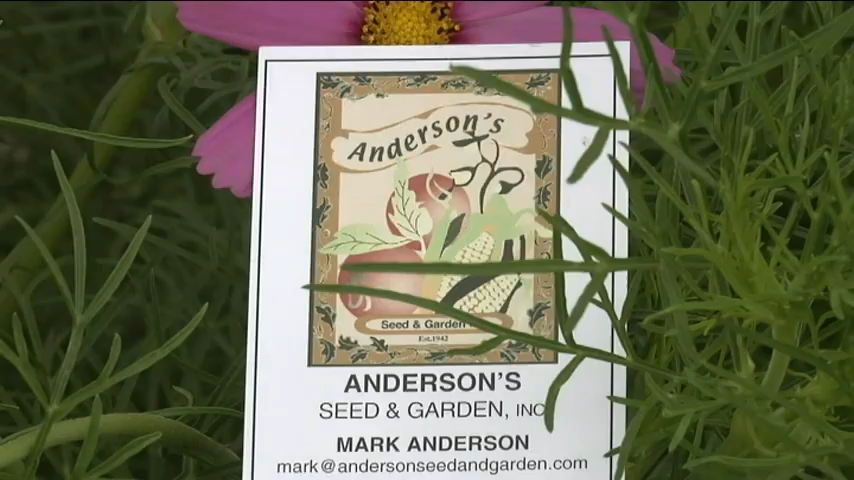 Anderson's
Seed & Garden
Est.1942
ANDERSON'S
SEED & GARDEN, INC
MARK ANDERSON
mark@andersonseedandgarden.com